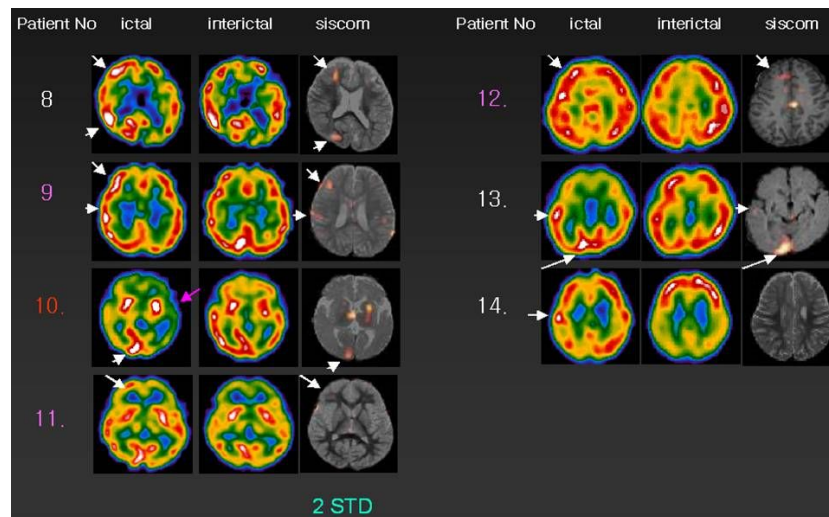 Patient No ictal interictal siscom
8
9
10.
11.
2 STD
Patient No ictal interictal siscom
12.
13.
14.